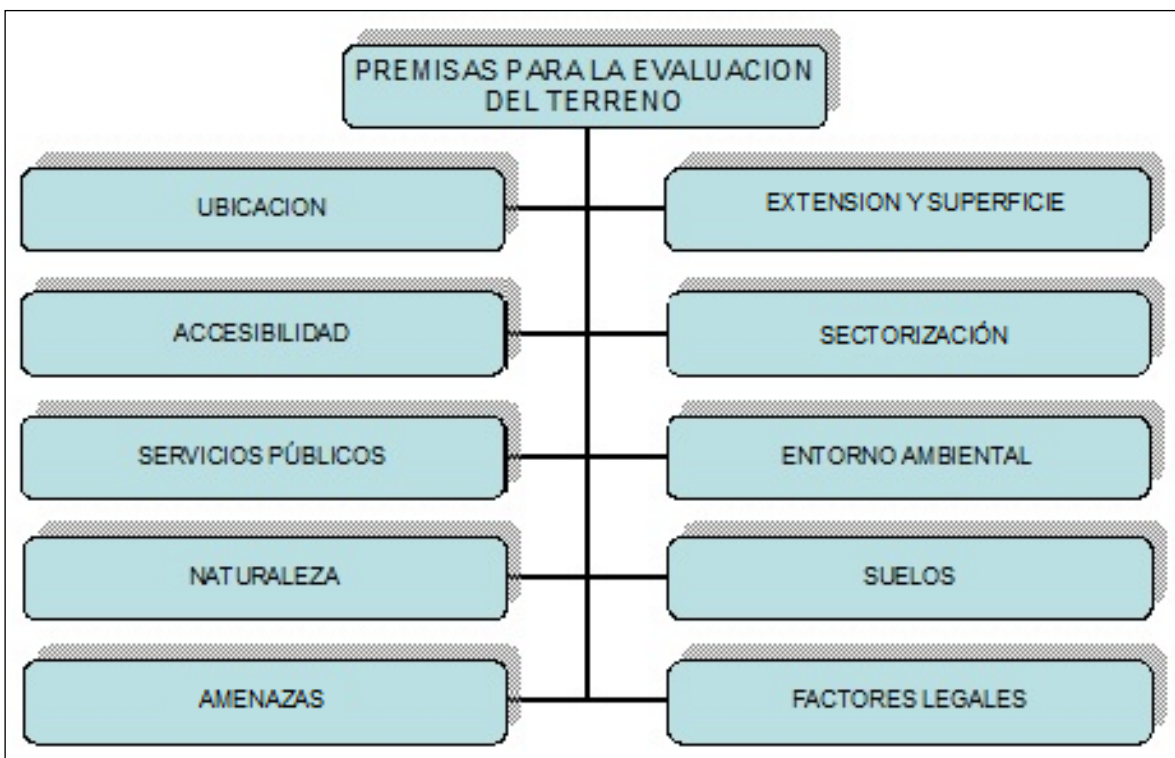 PREMISAS PARA LA EVALUACION
DEL TERRENO
UBICACION
EXTENSION Y SUPERFICIE
ACCESIBILIDAD
SECTORIZACIÓN
SERVICIOS PÚBLICOS
ENTORNO AMBIENTAL
NATURALEZA
SUELOS
AMENAZAS
FACTORES LEGALES